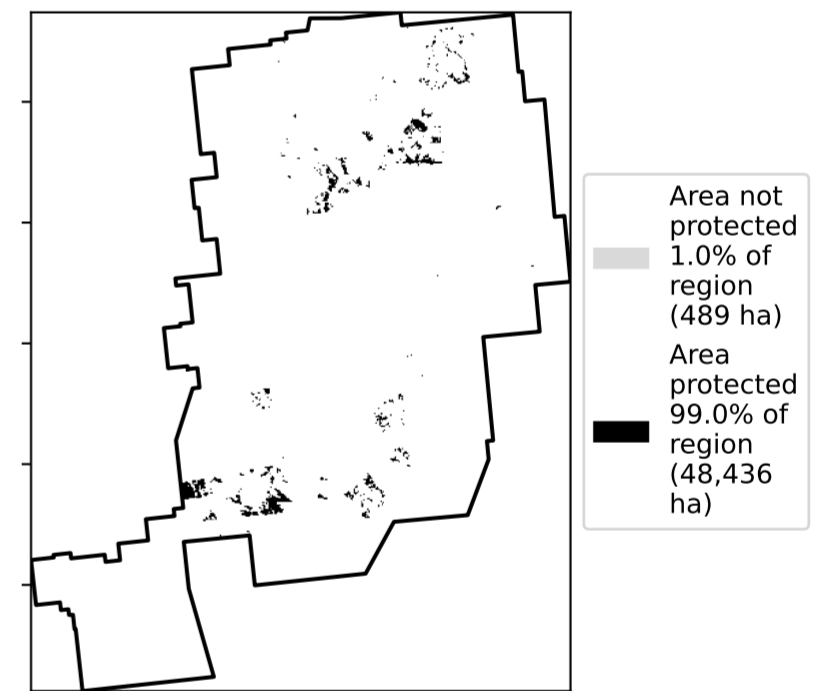 Area not
protected
1.0% of
region
(489 ha)
Area
protected
99.0% of
region
(48,436
ha)